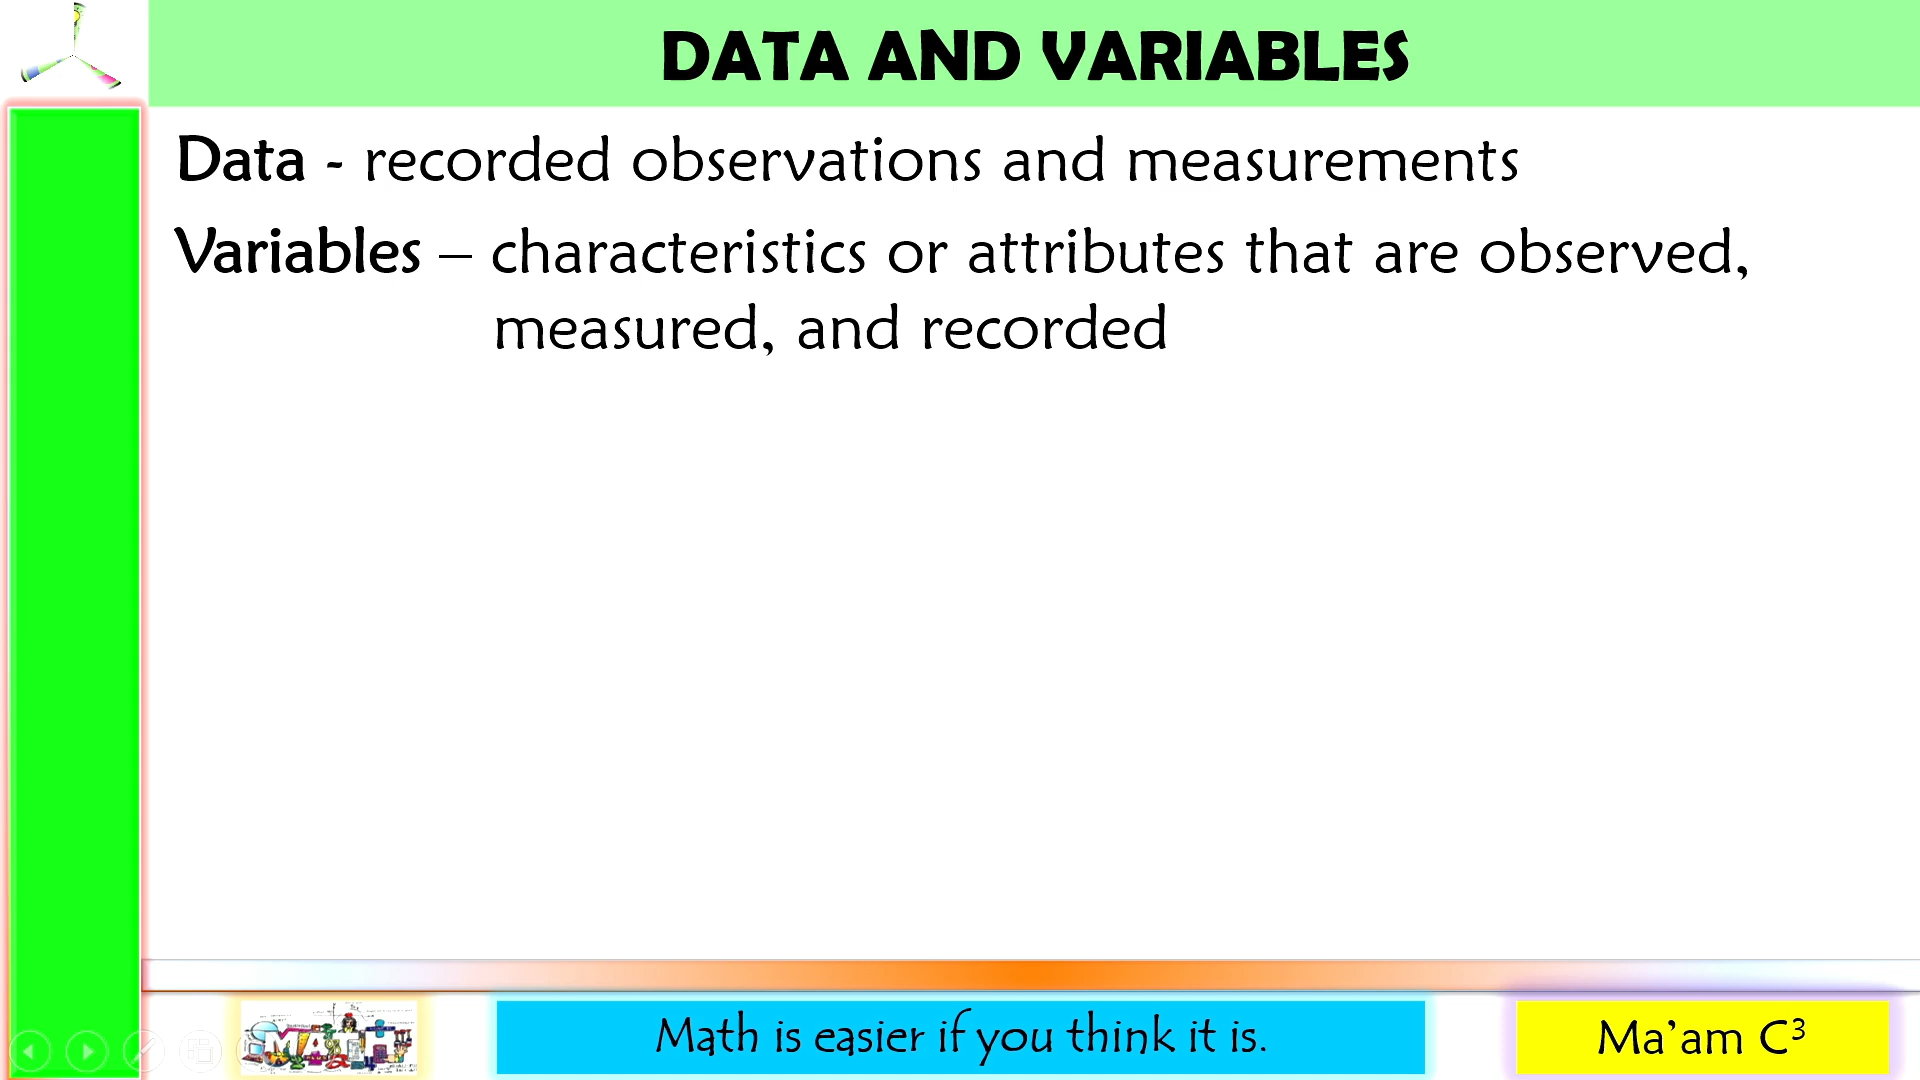 DATA AND VARIABLES
Data - recorded observations and measurements
Variables – characteristics or attributes that are observed,
measured, and recorded
MATH
Math is easier if you think it is.
Ma’am C³